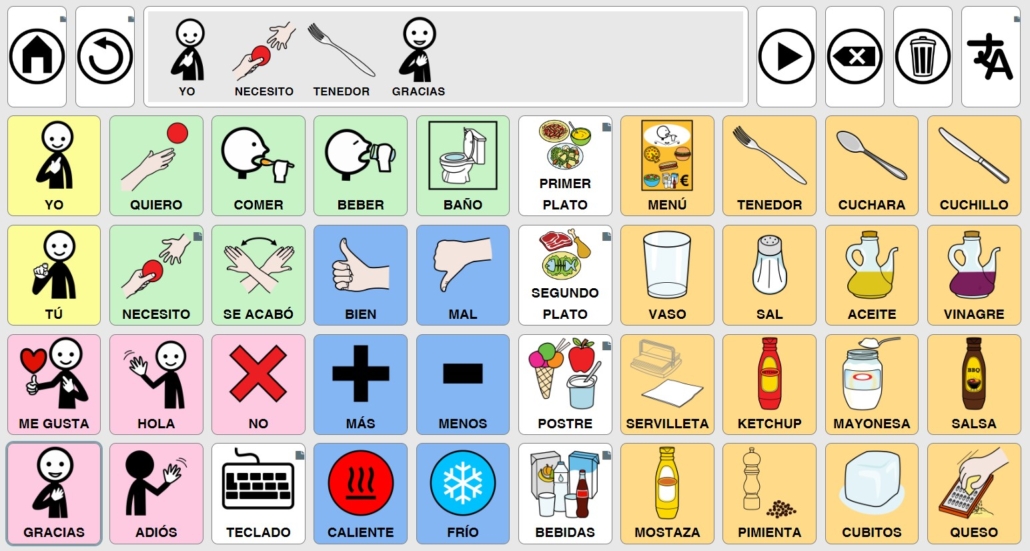 YO NECESITO TENEDOR GRACIAS
YO QUIERO COMER BEBER BAÑO PRIMER PLATO MENÚ TENEDOR CUCHARA CUCHILLO
TÚ NECESITO SE ACABÓ BIEN MAL SEGUNDO PLATO VASO SAL ACEITE VINAGRE
ME GUSTA HOLA NO MÁS MENOS POSTRE SERVILLETA KETCHUP MAYONESA BBQ SALSA
GRACIAS ADIÓS TECLADO CALIENTE FRÍO BEBIDAS MOSTAZA PIMIENTA CUBITOS QUESO